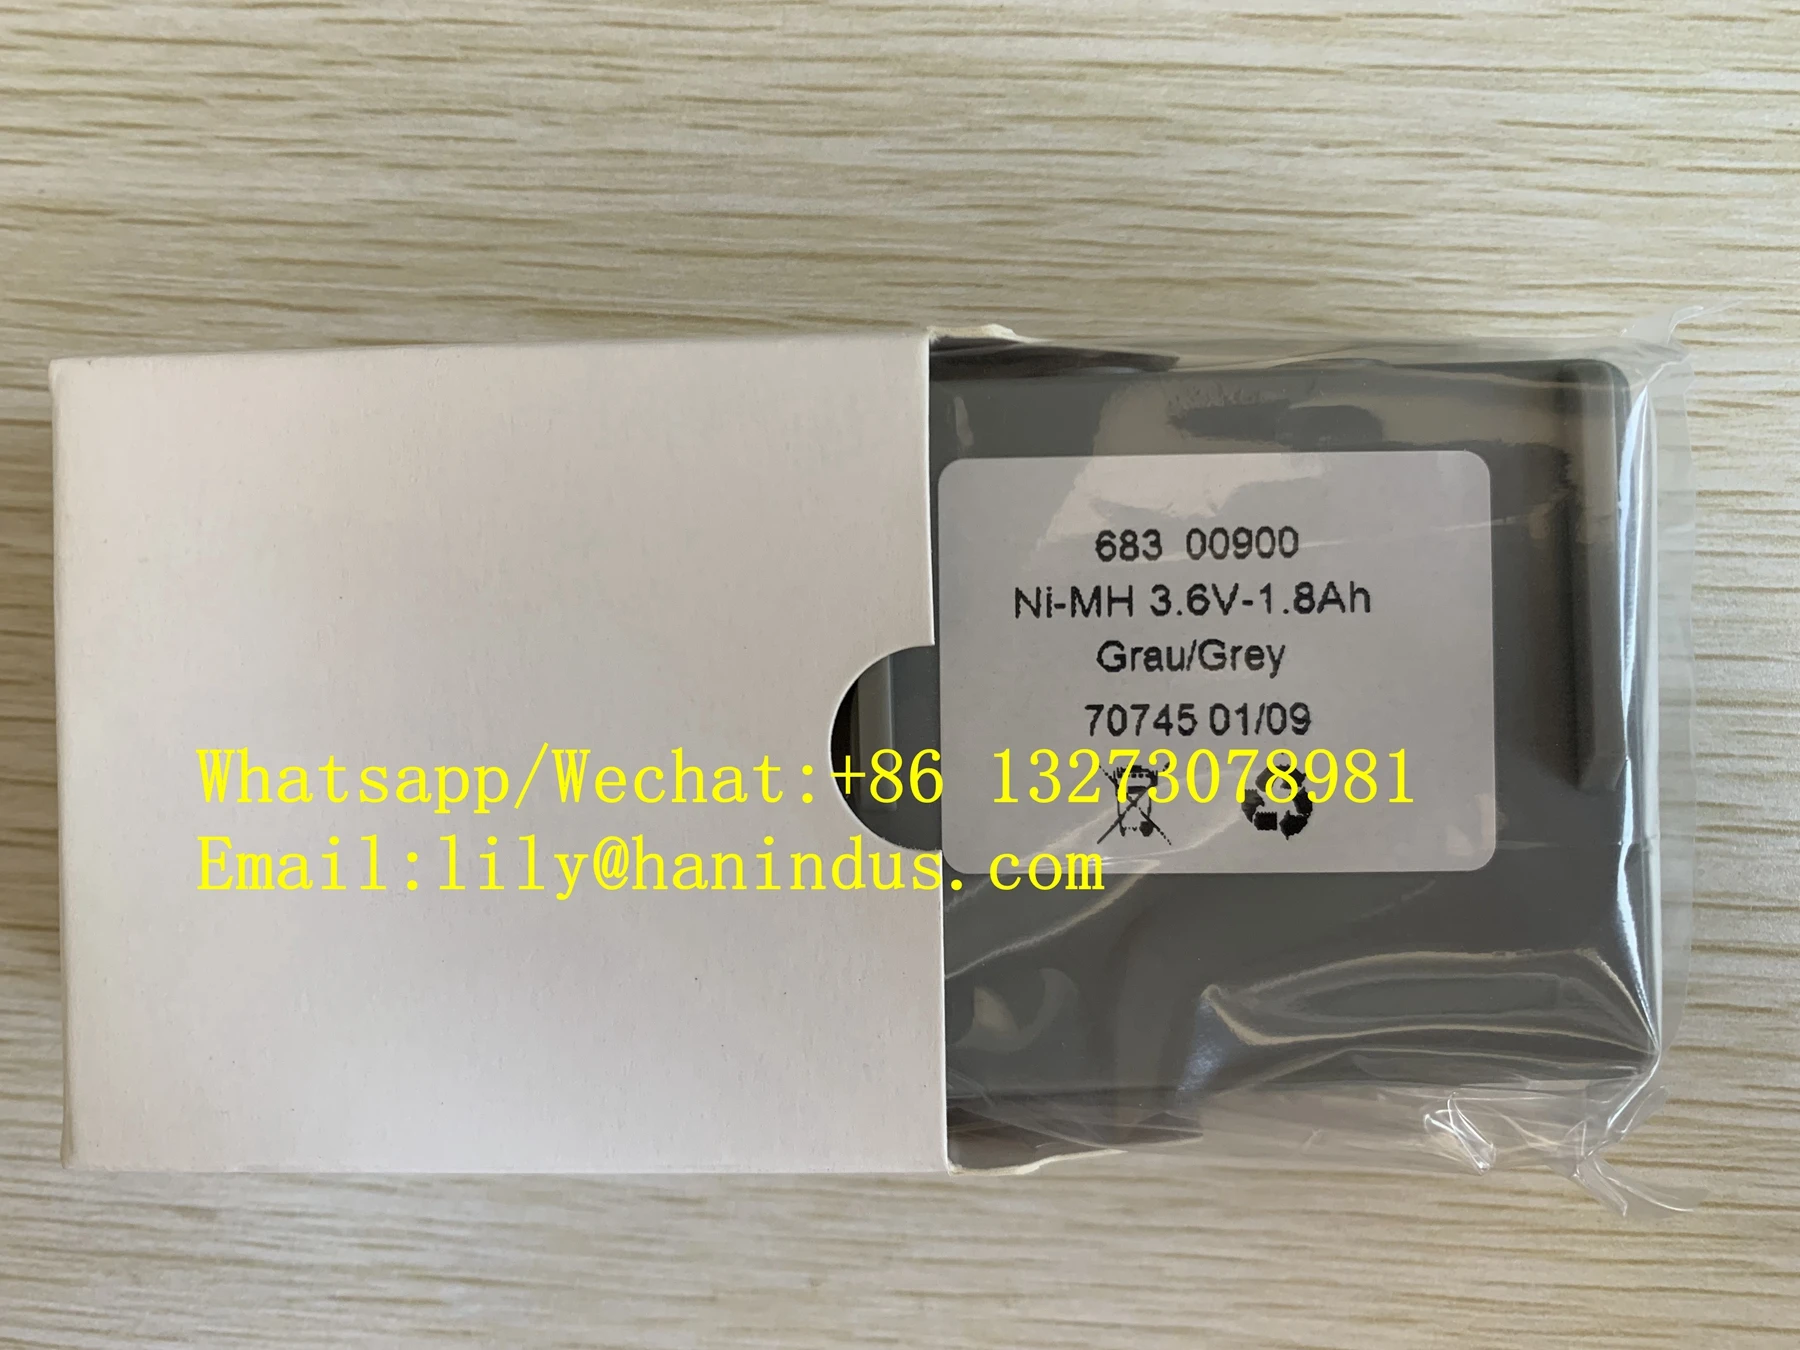 683 00900
Ni-MH 3.6V-1.8Ah
Grau/Grey
70745 01/09
Whatsapp/Wechat:+86 13273078981
Email:lily@hanindus.com